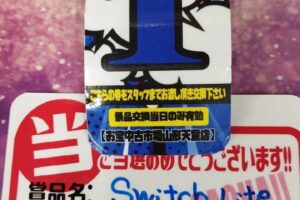 1
こちらの券をスタッフまでお渡し頂き交換下さい
景品交換当日のみ有効
【お宝中古市場山形天童店】
当
ご当選おめでとうございます!!
賞品名: Switch Lite